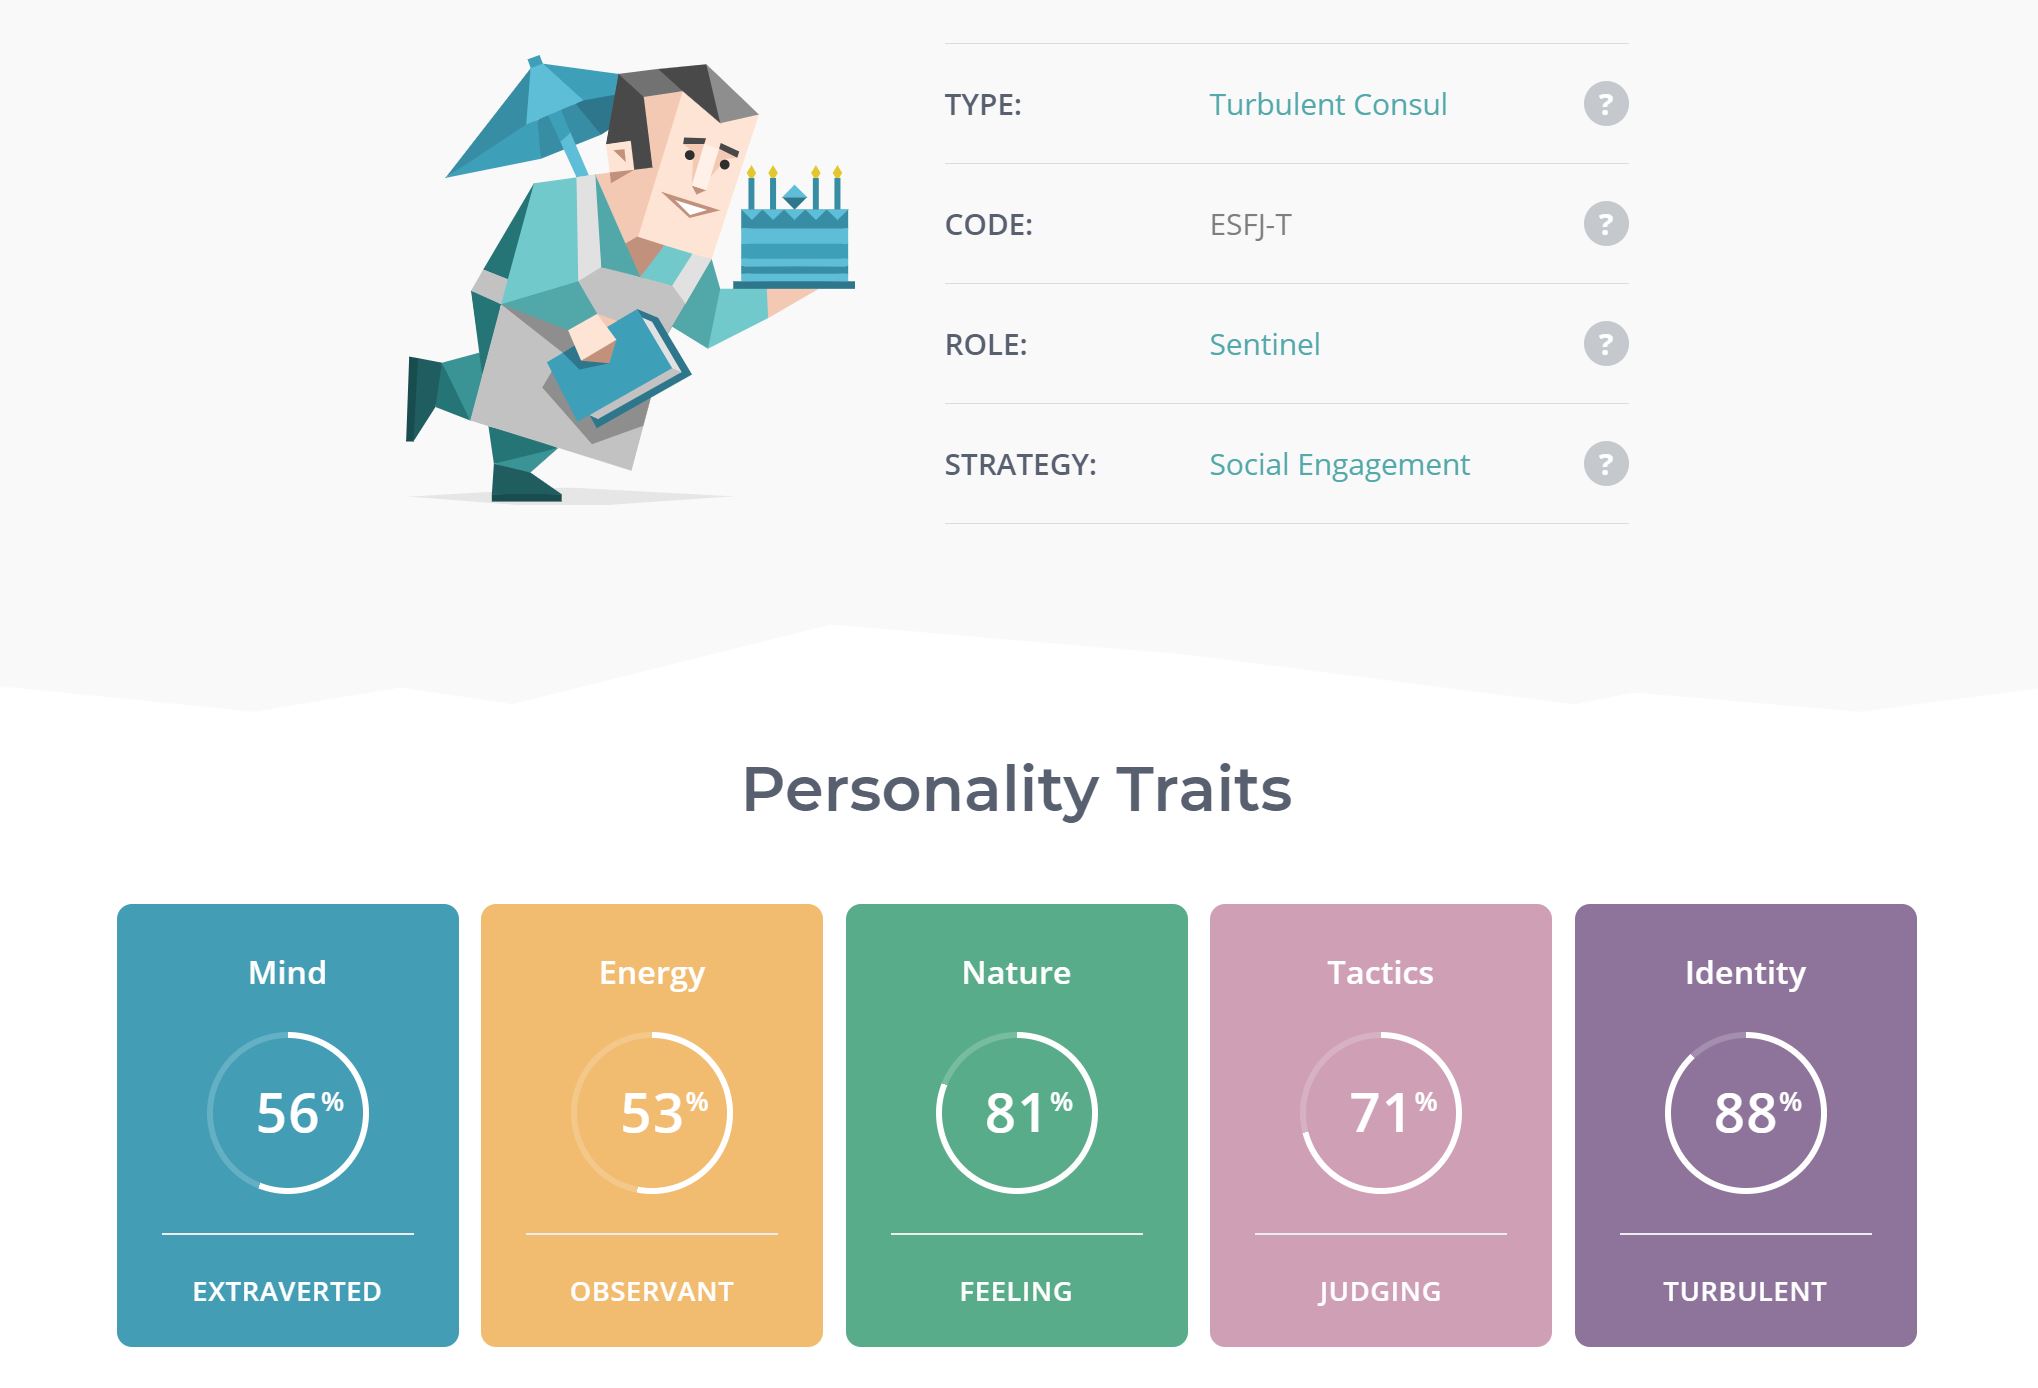 TYPE: Turbulent Consul ?
CODE: ESFJ-T ?
ROLE: Sentinel ?
STRATEGY: Social Engagement ?
Personality Traits
Mind
56%
EXTRAVERTED
Energy
53%
OBSERVANT
Nature
81%
FEELING
Tactics
71%
JUDGING
Identity
88%
TURBULENT